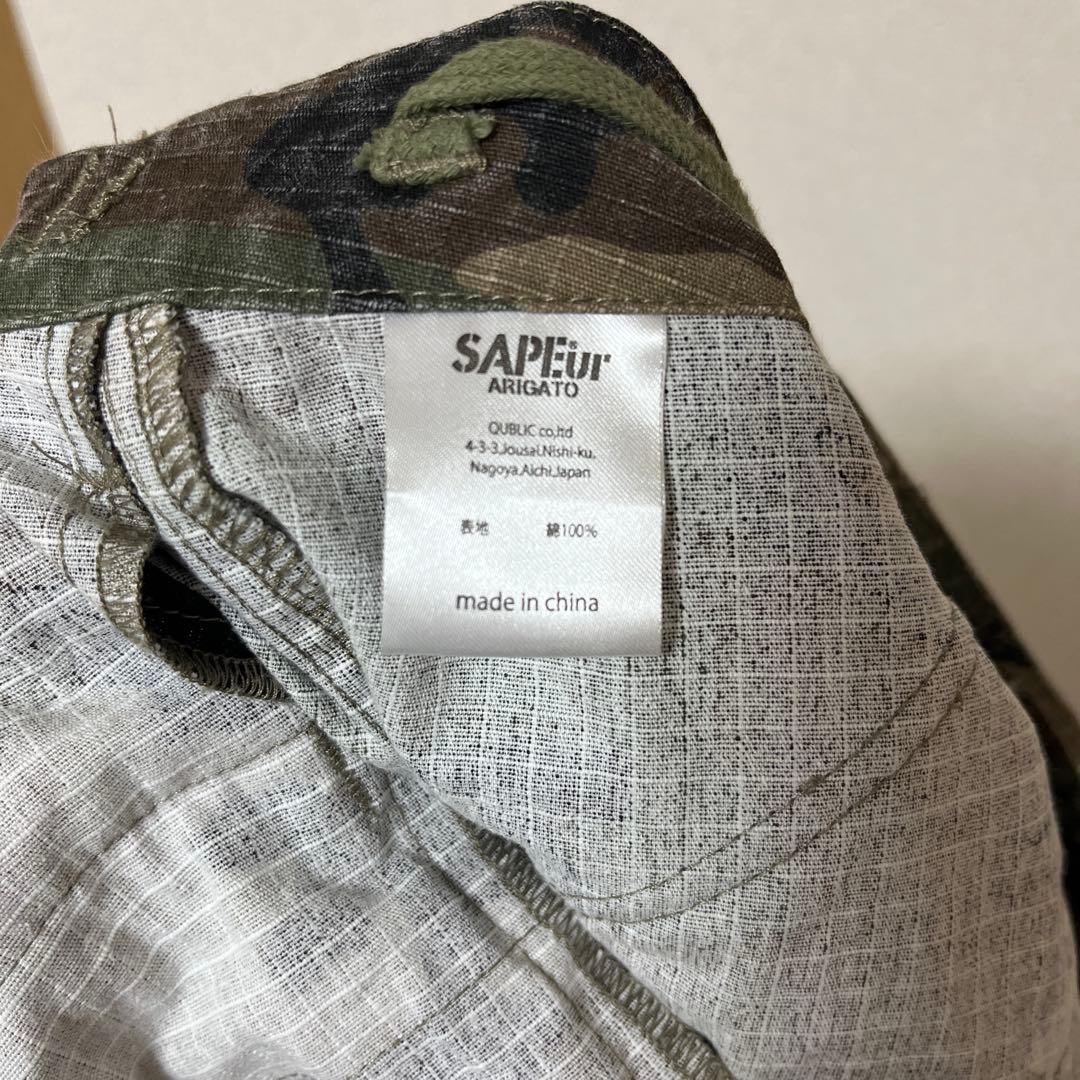 SAPEur
ARIGATO
QUBLIC co,ltd
4-3-3,Jousai.Nishi-ku.
Nagoya,Aichi,Japan
表地 綿100%
made in china